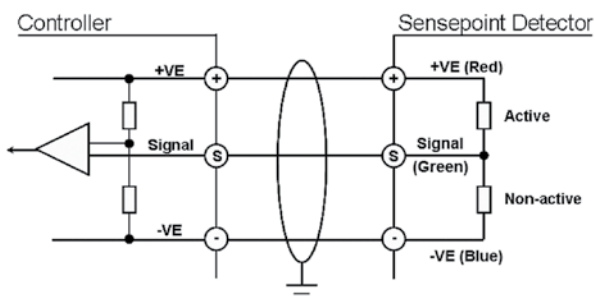 Controller
Sensepoint Detector
+VE
+
+
+VE (Red)
Active
Signal
S
S
Signal
(Green)
Non-active
-VE
-
-
-VE (Blue)